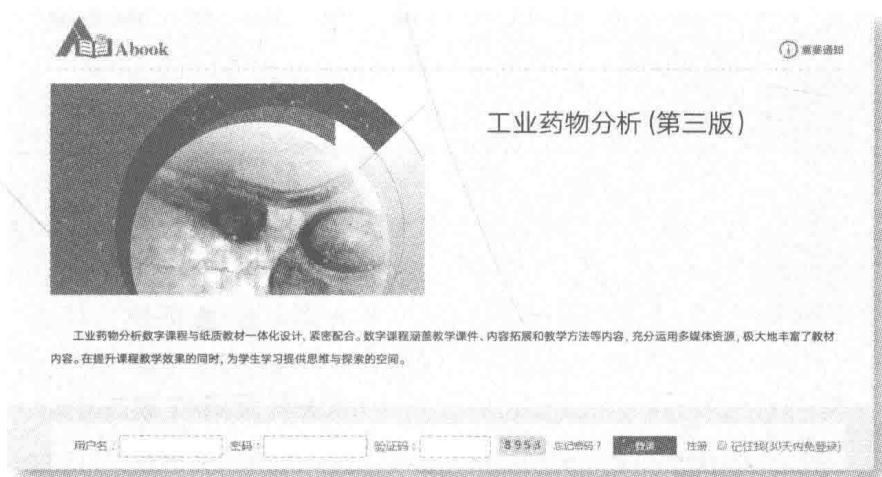 Abook
重要通知
工业药物分析 (第三版)
工业药物分析数字课程与纸质教材一体化设计、紧密配合。数字课程涵盖教学课件、内容拓展和教学方法等内容, 充分运用多媒体资源, 极大地丰富了教材
内容。在提升课程教学效果的同时, 为学生学习提供思维与探索的空间。
用户名: 密码: 验证码: 8953 忘记密码? 登录 注册 记住我(30天内免登录)